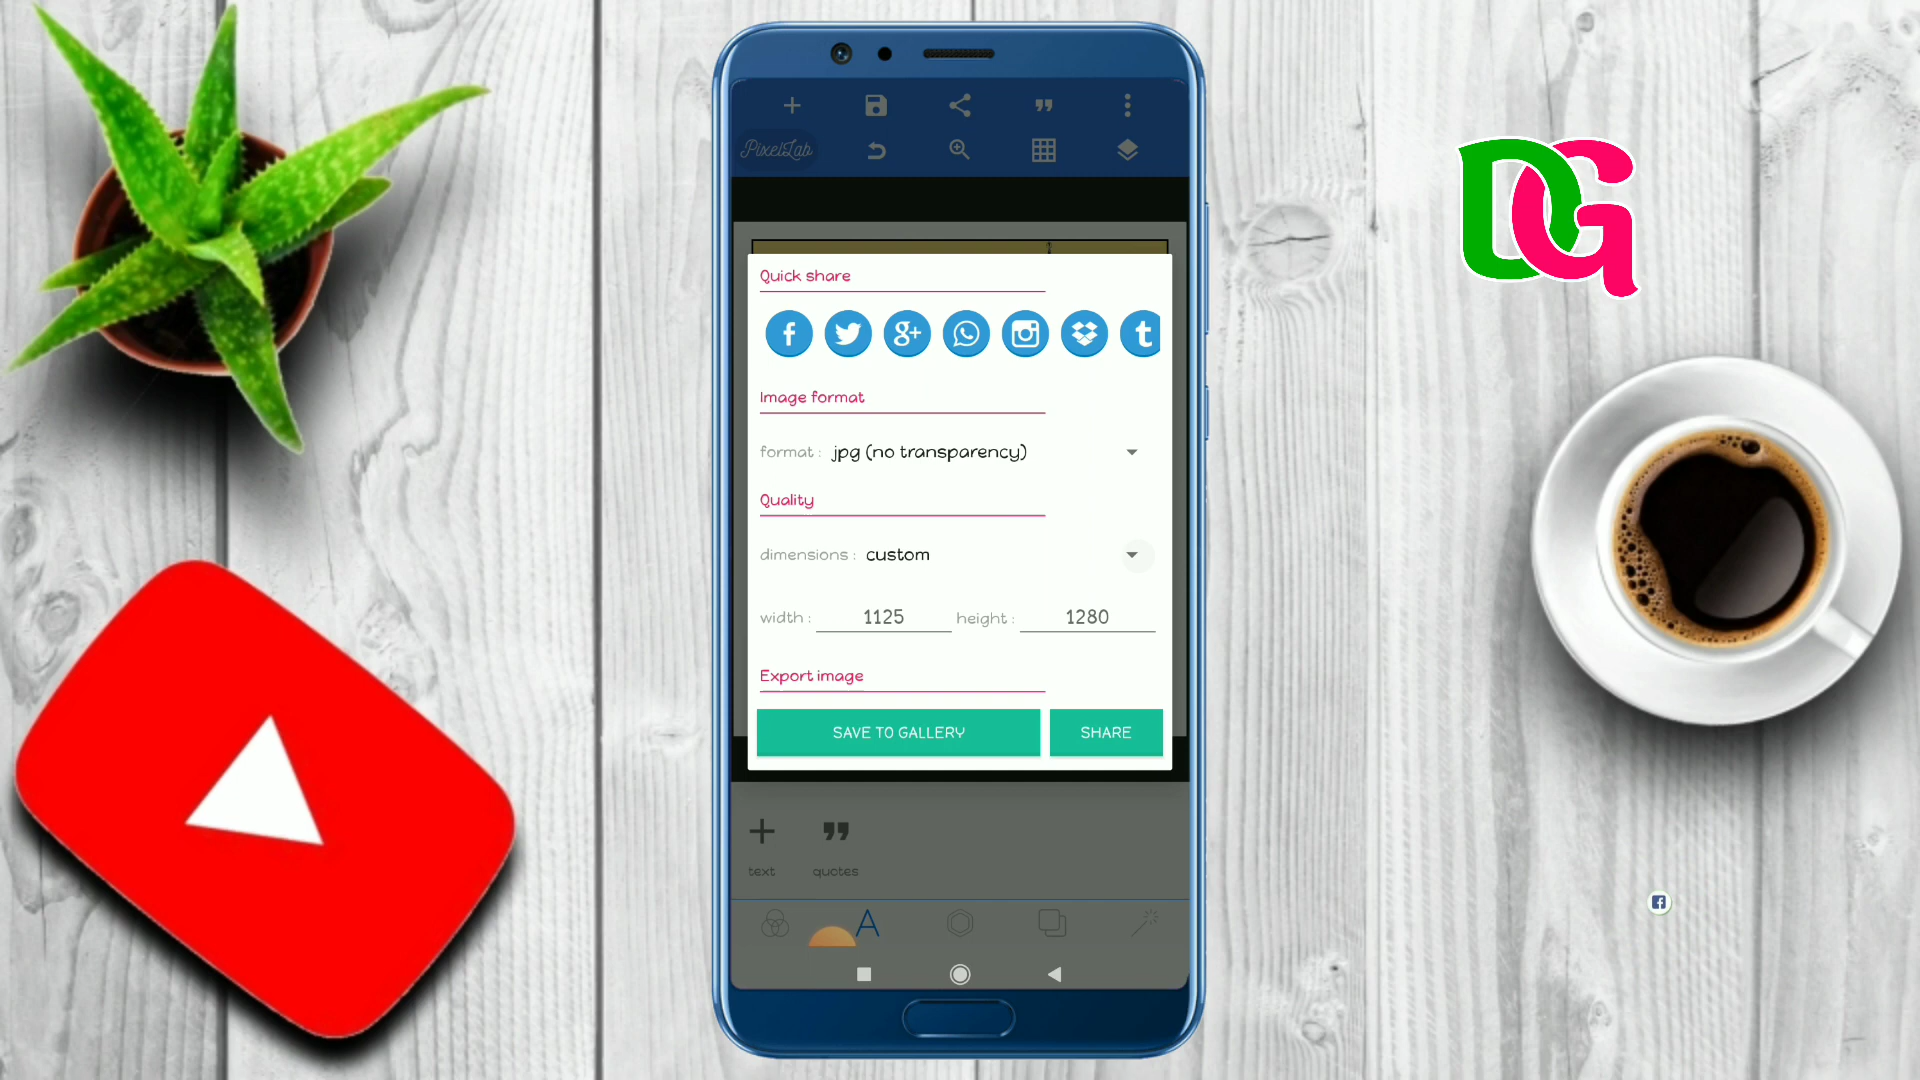 PixelLab
DG
Quick share
Image format
format : jpg (no transparency)
Quality
dimensions : custom
width : 1125 height : 1280
Export image
SAVE TO GALLERY SHARE
text quotes